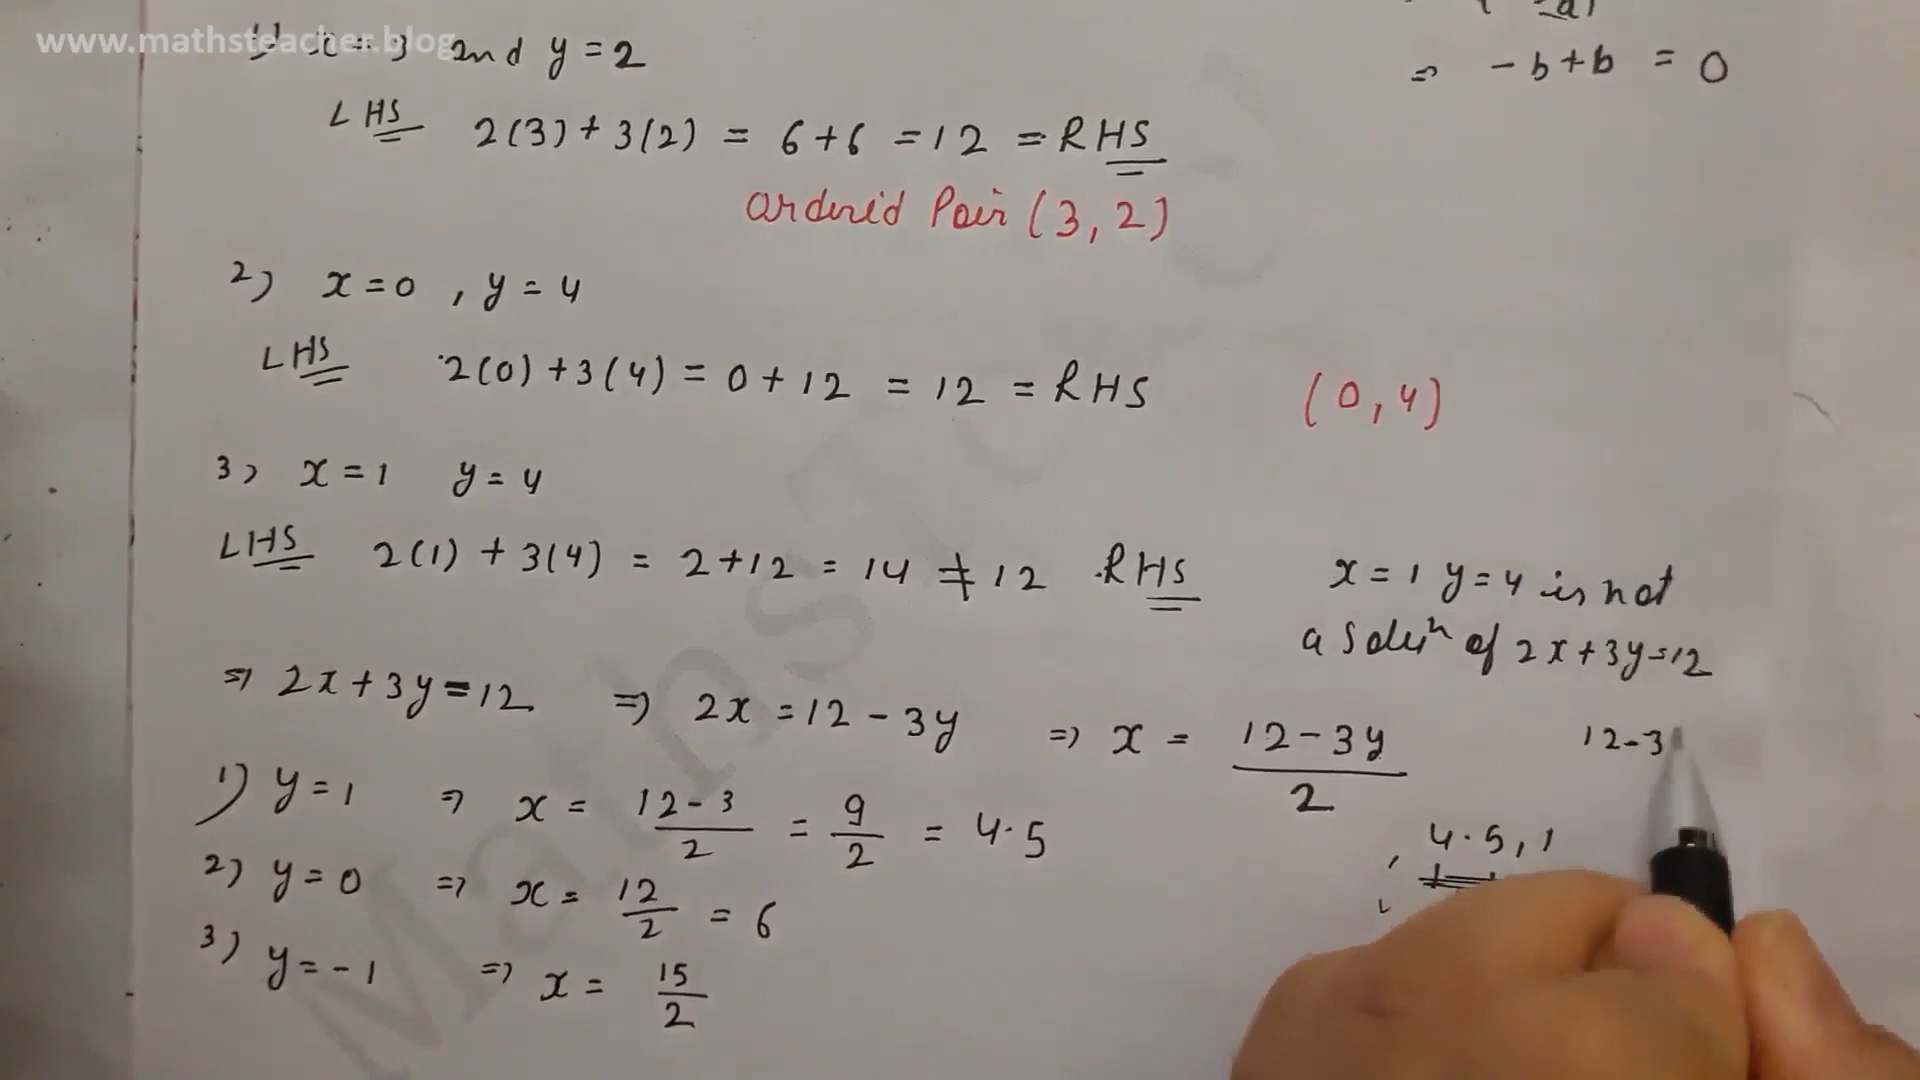 www.mathsteacher.blog
1) x = 3 and y = 2
⇒ -b+b = 0
LHS 2(3) + 3(2) = 6+6 = 12 = RHS
ordered Pair (3, 2)
2) x = 0 , y = 4
LHS 2(0) + 3(4) = 0 + 12 = 12 = RHS (0, 4)
3) x = 1 y = 4
LHS 2(1) + 3(4) = 2+12 = 14 ≠ 12 RHS
x = 1 y = 4 is not
a Soluⁿ of 2x+3y=12
⇒ 2x+3y=12 ⇒ 2x = 12 - 3y ⇒ x = (12-3y)/2
12-3
1) y = 1 ⇒ x = (12-3)/2 = 9/2 = 4.5
4.5, 1
2) y = 0 ⇒ x = 12/2 = 6
3) y = -1 ⇒ x = 15/2